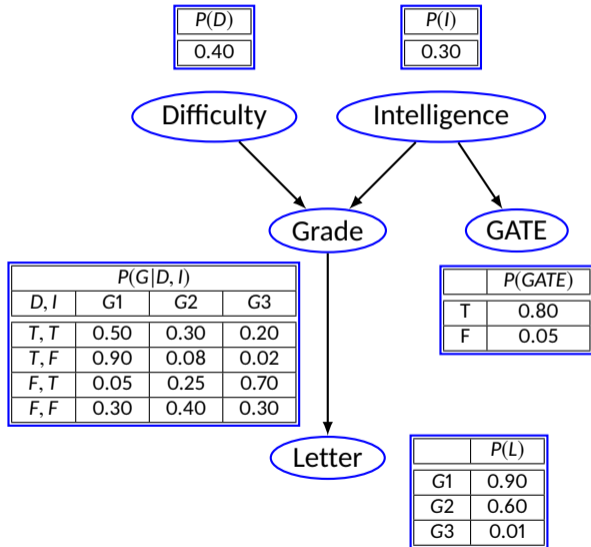 P(D) P(I)
0.40 0.30
Difficulty Intelligence
Grade GATE
P(G|D, I)
D, I G1 G2 G3
T, T 0.50 0.30 0.20
T, F 0.90 0.08 0.02
F, T 0.05 0.25 0.70
F, F 0.30 0.40 0.30
P(GATE)
T 0.80
F 0.05
Letter
P(L)
G1 0.90
G2 0.60
G3 0.01